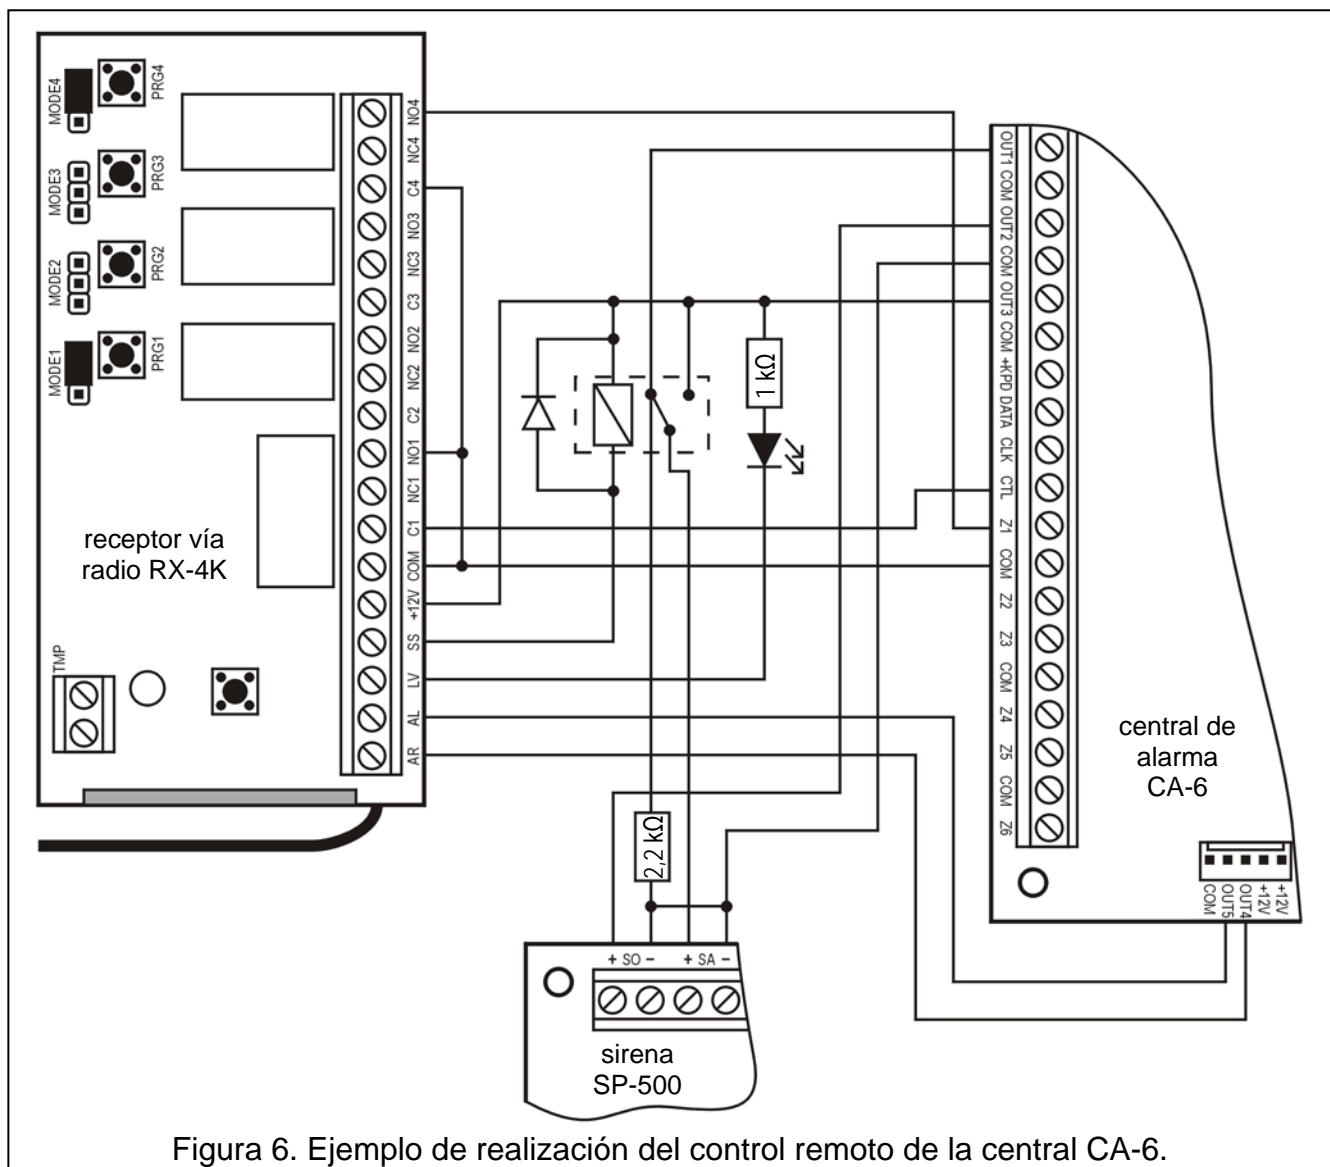 MODE4
PRG4
MODE3
PRG3
MODE2
PRG2
MODE1
PRG1
NO4
NC4
C4
NO3
NC3
C3
NO2
NC2
C2
NO1
NC1
C1
COM
+12V
SS
LV
AL
AR
receptor vía
radio RX-4K
TMP
1 kΩ
2,2 kΩ
OUT1
COM
OUT2
COM
OUT3
COM
+KPD
DATA
CLK
CTL
Z1
COM
Z2
Z3
COM
Z4
Z5
COM
Z6
central de
alarma
CA-6
COM
OUT5
OUT4
+12V
+12V
+ SO − + SA −
sirena
SP-500
Figura 6. Ejemplo de realización del control remoto de la central CA-6.